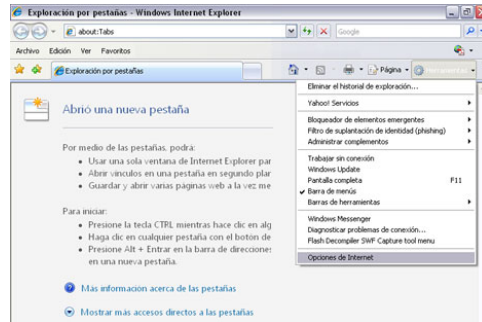 Exploración por pestañas - Windows Internet Explorer
about:Tabs
Google
Archivo Edición Ver Favoritos
Exploración por pestañas
Página
Eliminar el historial de exploración...
Yahoo! Servicios
Bloqueador de elementos emergentes
Filtro de suplantación de identidad (phishing)
Administrar complementos
Trabajar sin conexión
Windows Update
Pantalla completa F11
Barra de menús
Barras de herramientas
Windows Messenger
Diagnosticar problemas de conexión...
Flash Decompiler SWF Capture tool menu
Opciones de Internet
Abrió una nueva pestaña
Por medio de las pestañas, podrá:
Usar una sola ventana de Internet Explorer par
Abrir vínculos en una pestaña en segundo plar
Guardar y abrir varias páginas web a la vez me
Para iniciar:
Presione la tecla CTRL mientras hace clic en alg
Haga clic en cualquier pestaña con el botón de
Presione Alt + Entrar en la barra de direccione:
en una nueva pestaña.
Más información acerca de las pestañas
Mostrar más accesos directos a las pestañas